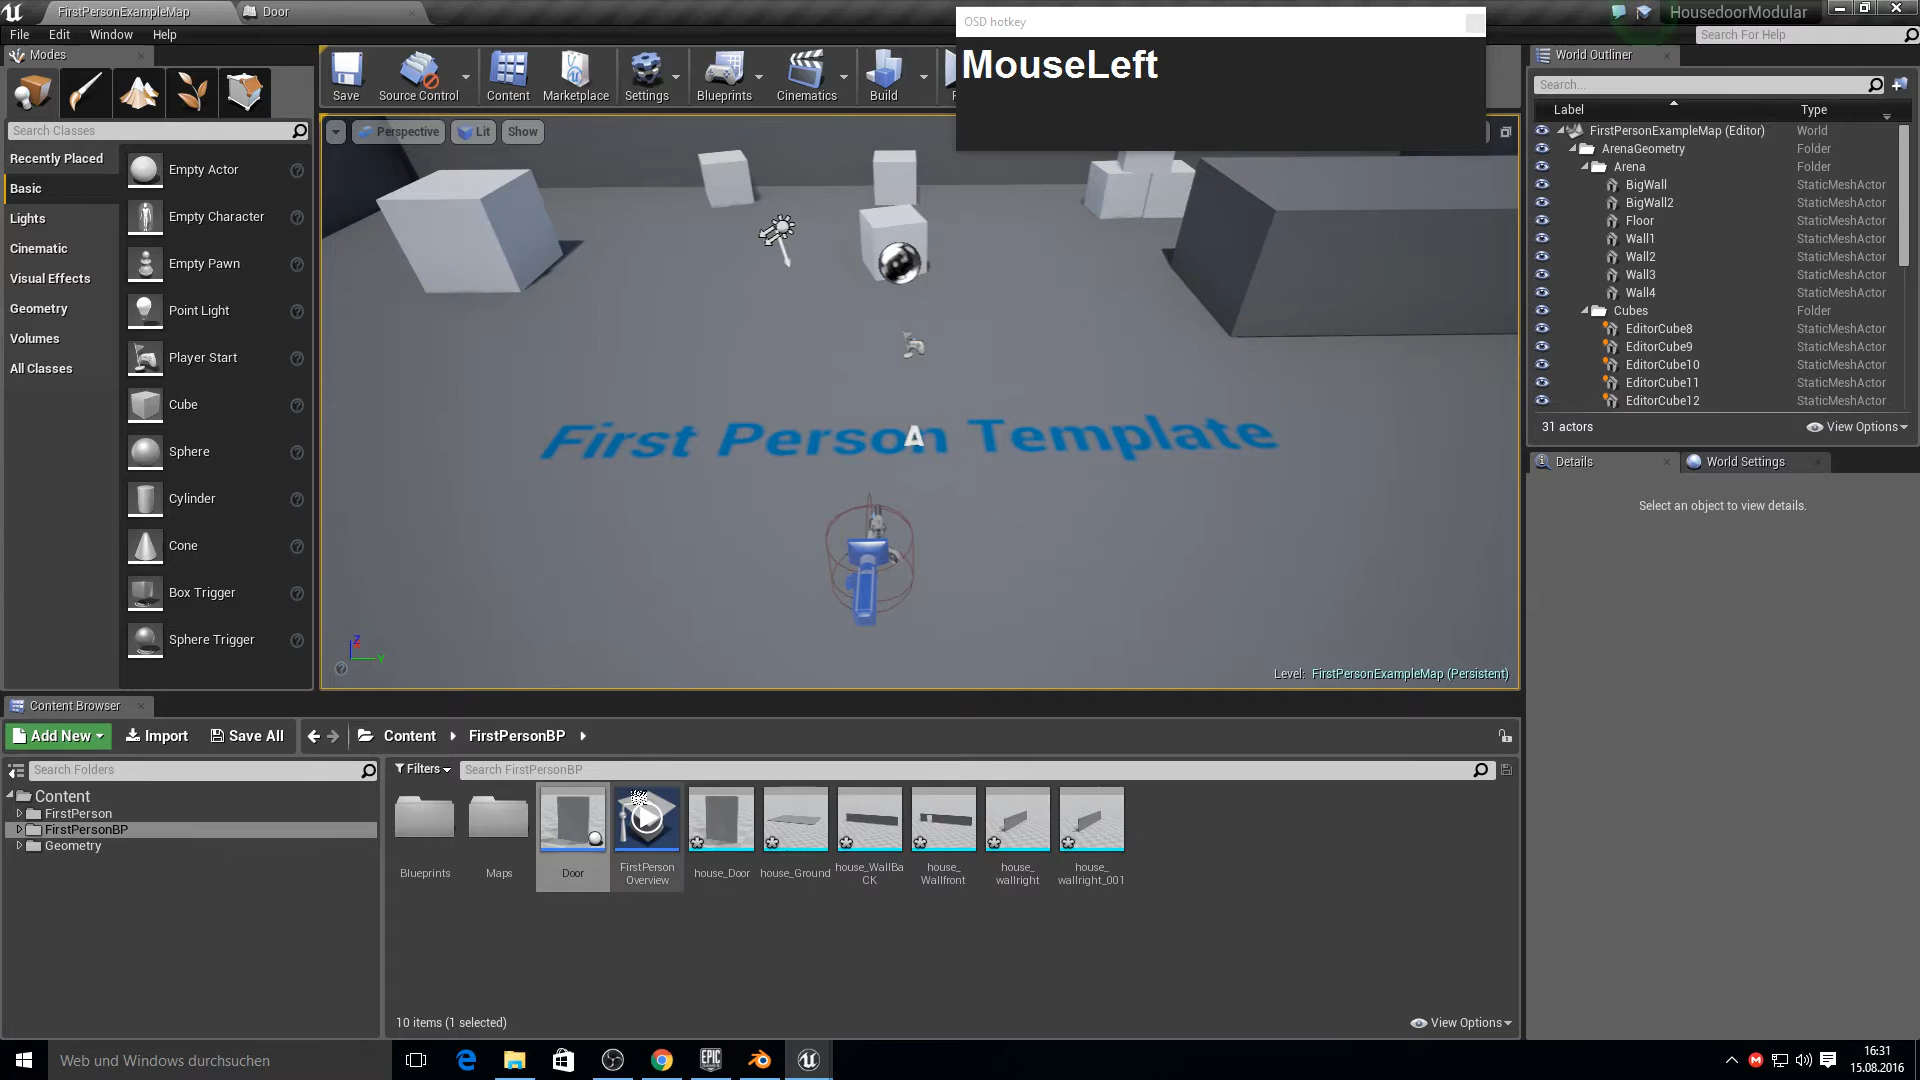 FirstPersonExampleMap
Door
HousedoorModular
File Edit Window Help
Search For Help
OSD hotkey
MouseLeft
Modes
Search Classes
Recently Placed
Basic
Lights
Cinematic
Visual Effects
Geometry
Volumes
All Classes
Empty Actor
Empty Character
Empty Pawn
Point Light
Player Start
Cube
Sphere
Cylinder
Cone
Box Trigger
Sphere Trigger
Save
Source Control
Content
Marketplace
Settings
Blueprints
Cinematics
Build
Perspective
Lit
Show
First Person Template
Z
Y
Level: FirstPersonExampleMap (Persistent)
World Outliner
Search...
Label Type
FirstPersonExampleMap (Editor) World
ArenaGeometry Folder
Arena Folder
BigWall StaticMeshActor
BigWall2 StaticMeshActor
Floor StaticMeshActor
Wall1 StaticMeshActor
Wall2 StaticMeshActor
Wall3 StaticMeshActor
Wall4 StaticMeshActor
Cubes Folder
EditorCube8 StaticMeshActor
EditorCube9 StaticMeshActor
EditorCube10 StaticMeshActor
EditorCube11 StaticMeshActor
EditorCube12 StaticMeshActor
31 actors
View Options
Details
World Settings
Select an object to view details.
Content Browser
Add New
Import
Save All
Content
FirstPersonBP
Search Folders
Content
FirstPerson
FirstPersonBP
Geometry
Filters
Search FirstPersonBP
Blueprints
Maps
Door
FirstPerson
Overview
house_Door
house_Ground
house_WallBa
CK
house_
Wallfront
house_
wallright
house_
wallright_001
10 items (1 selected)
View Options
Web und Windows durchsuchen
EPIC
16:31
15.08.2016